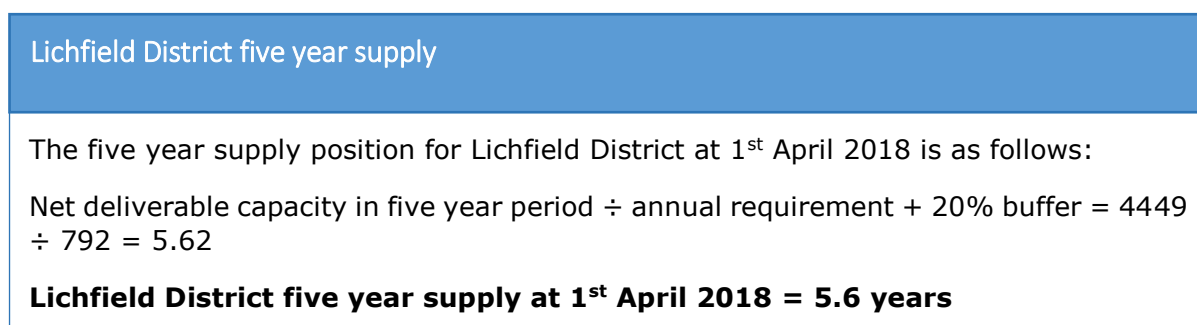 Lichfield District five year supply
The five year supply position for Lichfield District at 1st April 2018 is as follows:
Net deliverable capacity in five year period ÷ annual requirement + 20% buffer = 4449
÷ 792 = 5.62
Lichfield District five year supply at 1st April 2018 = 5.6 years